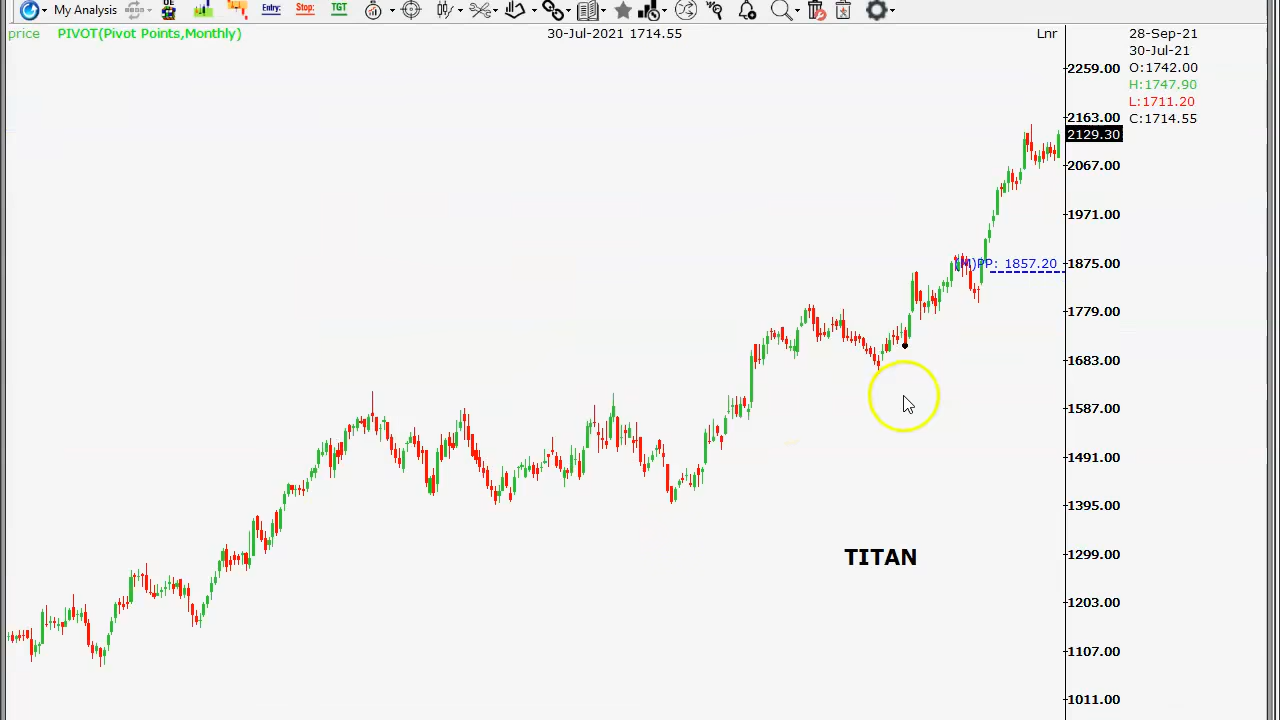 My Analysis DE Entry: Stop: TGT
price PIVOT(Pivot Points,Monthly) 30-Jul-2021 1714.55 Lnr
28-Sep-21
30-Jul-21
O:1742.00
H:1747.90
L:1711.20
C:1714.55
2259.00
2163.00
2129.30
2067.00
1971.00
1875.00
1779.00
1683.00
1587.00
1491.00
1395.00
1299.00
1203.00
1107.00
1011.00
(M)PP: 1857.20
TITAN